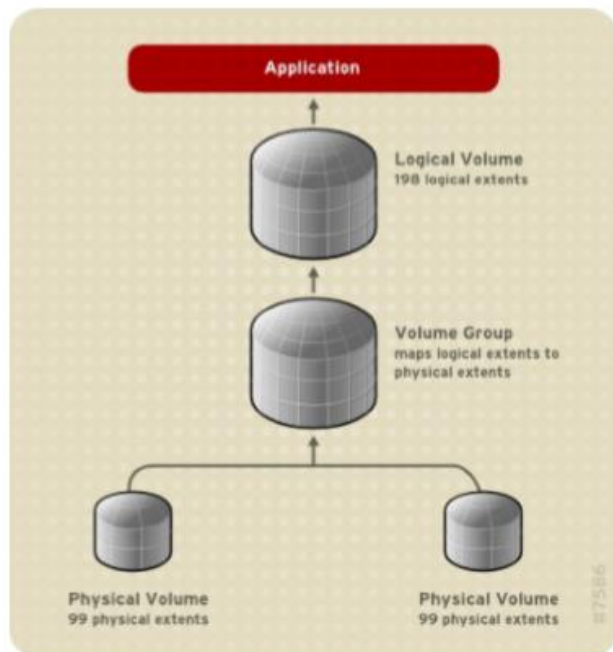 Application
Logical Volume
198 logical extents
Volume Group
maps logical extents to
physical extents
Physical Volume
99 physical extents
Physical Volume
99 physical extents
#7586